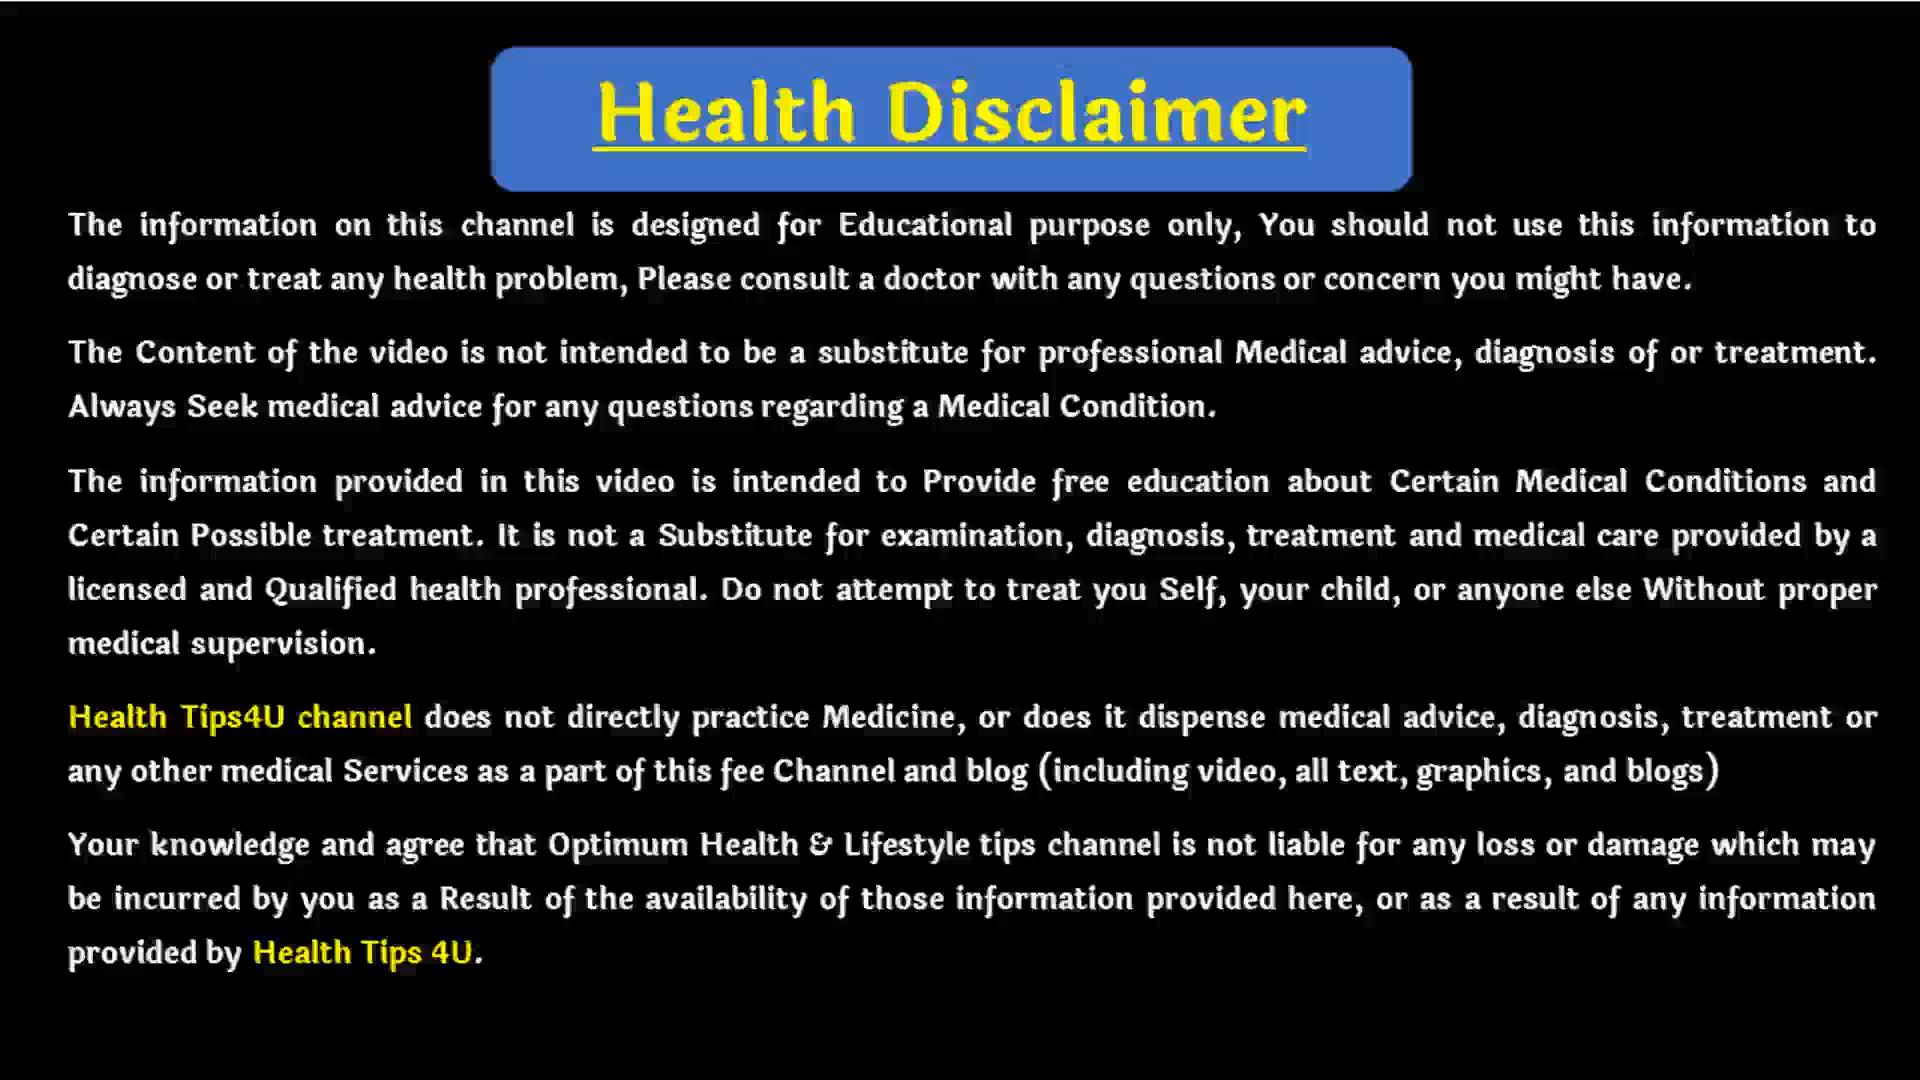 Health Disclaimer
The information on this channel is designed for Educational purpose only, You should not use this information to
diagnose or treat any health problem, Please consult a doctor with any questions or concern you might have.
The Content of the video is not intended to be a substitute for professional Medical advice, diagnosis of or treatment.
Always Seek medical advice for any questions regarding a Medical Condition.
The information provided in this video is intended to Provide free education about Certain Medical Conditions and
Certain Possible treatment. It is not a Substitute for examination, diagnosis, treatment and medical care provided by a
licensed and Qualified health professional. Do not attempt to treat you Self, your child, or anyone else Without proper
medical supervision.
Health Tips4U channel does not directly practice Medicine, or does it dispense medical advice, diagnosis, treatment or
any other medical Services as a part of this fee Channel and blog (including video, all text, graphics, and blogs)
Your knowledge and agree that Optimum Health & Lifestyle tips channel is not liable for any loss or damage which may
be incurred by you as a Result of the availability of those information provided here, or as a result of any information
provided by Health Tips 4U.